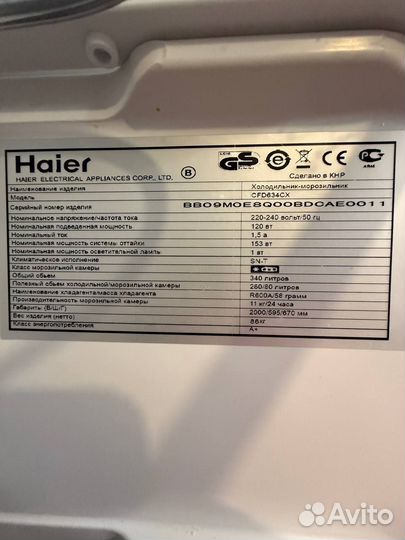 Haier
HAIER ELECTRICAL APPLIANCES CORP., LTD. B
GS CE
Сделано в КНР
Наименование изделия Холодильник-морозильник
Модель CFD634CX
Серийный номер изделия BB09M0E8Q00BDCAE0011
Номинальное напряжение/частота тока 220-240 вольт/50 гц
Номинальная подведенная мощность 120 вт
Номинальный ток 1,5 а
Номинальная мощность системы оттайки 153 вт
Номинальная мощность осветительной лампы 1 вт
Климатическое исполнение SN-T
Класс морозильной камеры
Общий объем 340 литров
Полезный объем холодильной/морозильной камеры 260/80 литров
Наименование хладагента/масса хладагента R600A/58 грамм
Производительность морозильной камеры 11 кг/24 часа
Габариты: (В/Ш/Г) 2000/595/670 мм
Вес изделия (нетто) 86кг
Класс энергопотребления A+
Avito